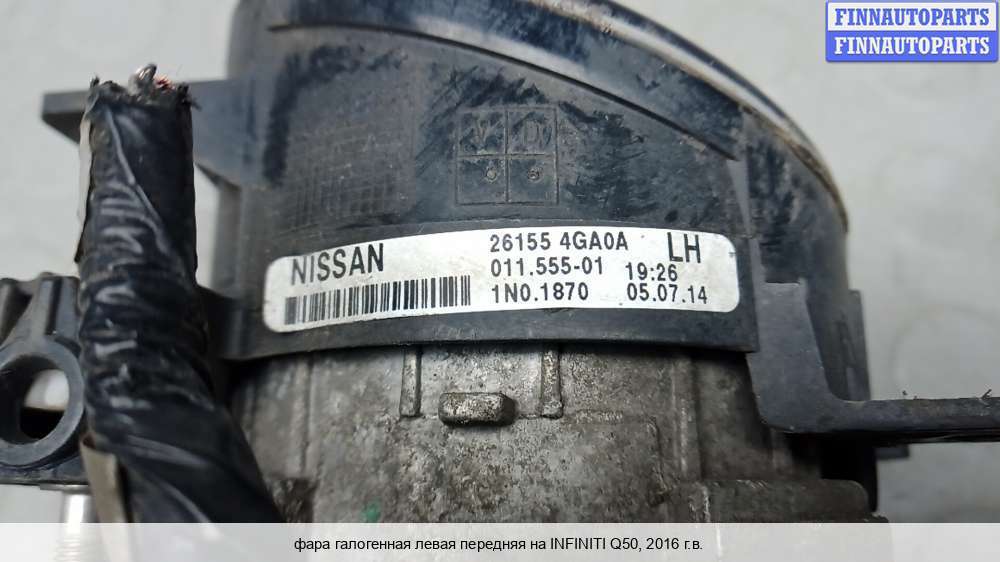 FINNAUTOPARTS
FINNAUTOPARTS
V D
NISSAN
26155 4GA0A LH
011.555-01 19:26
1N0.1870 05.07.14
фара галогенная левая передняя на INFINITI Q50, 2016 г.в.